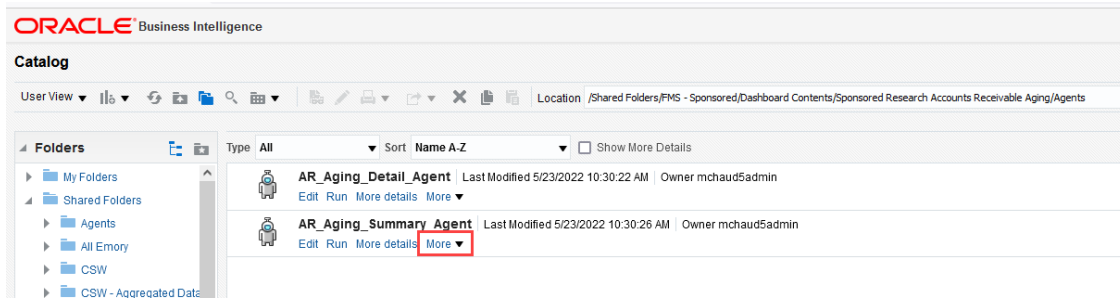 ORACLE Business Intelligence
Catalog
User View Location /Shared Folders/FMS - Sponsored/Dashboard Contents/Sponsored Research Accounts Receivable Aging/Agents
Folders Type All Sort Name A-Z Show More Details
My Folders
Shared Folders
Agents
All Emory
CSW
CSW - Aggregated Data
AR_Aging_Detail_Agent Last Modified 5/23/2022 10:30:22 AM Owner mchaud5admin
Edit Run More details More
AR_Aging_Summary_Agent Last Modified 5/23/2022 10:30:26 AM Owner mchaud5admin
Edit Run More details More